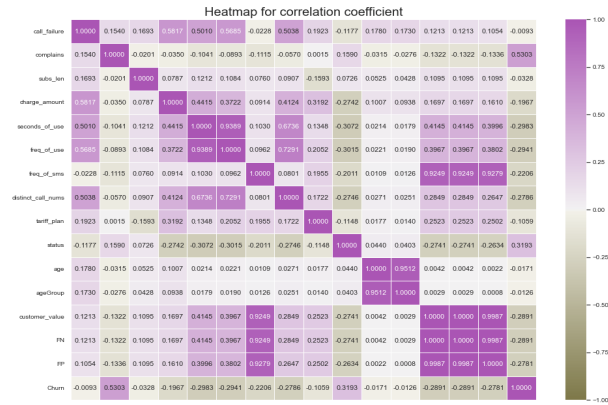 Heatmap for correlation coefficient
call_failure 1.0000 0.1540 0.1693 0.5817 0.5010 0.5685 -0.0228 0.5038 0.1923 -0.1177 0.1780 0.1730 0.1213 0.1213 0.1054 -0.0093
complains 0.1540 1.0000 -0.0201 -0.0350 -0.1041 -0.0893 -0.1115 -0.0570 0.0015 0.1590 -0.0315 -0.0276 -0.1322 -0.1322 -0.1336 0.5303
subs_len 0.1693 -0.0201 1.0000 0.0787 0.1212 0.1084 0.0760 0.0907 -0.1593 0.0726 0.0525 0.0428 0.1095 0.1095 0.1095 -0.0328
charge_amount 0.5817 -0.0350 0.0787 1.0000 0.4415 0.3722 0.0914 0.4124 0.3192 -0.2742 0.1007 0.0938 0.1697 0.1697 0.1610 -0.1967
seconds_of_use 0.5010 -0.1041 0.1212 0.4415 1.0000 0.9389 0.1030 0.6736 0.1348 -0.3072 0.0214 0.0179 0.4145 0.4145 0.3996 -0.2983
freq_of_use 0.5685 -0.0893 0.1084 0.3722 0.9389 1.0000 0.0962 0.7291 0.2052 -0.3015 0.0221 0.0190 0.3967 0.3967 0.3802 -0.2941
freq_of_sms -0.0228 -0.1115 0.0760 0.0914 0.1030 0.0962 1.0000 0.0801 0.1955 -0.2011 0.0109 0.0126 0.9249 0.9249 0.9279 -0.2206
distinct_call_nums 0.5038 -0.0570 0.0907 0.4124 0.6736 0.7291 0.0801 1.0000 0.1722 -0.2746 0.0271 0.0251 0.2849 0.2849 0.2647 -0.2786
tariff_plan 0.1923 0.0015 -0.1593 0.3192 0.1348 0.2052 0.1955 0.1722 1.0000 -0.1148 0.0177 0.0140 0.2523 0.2523 0.2502 -0.1059
status -0.1177 0.1590 0.0726 -0.2742 -0.3072 -0.3015 -0.2011 -0.2746 -0.1148 1.0000 0.0440 0.0403 -0.2741 -0.2741 -0.2634 0.3193
age 0.1780 -0.0315 0.0525 0.1007 0.0214 0.0221 0.0109 0.0271 0.0177 0.0440 1.0000 0.9512 0.0042 0.0042 0.0022 -0.0171
ageGroup 0.1730 -0.0276 0.0428 0.0938 0.0179 0.0190 0.0126 0.0251 0.0140 0.0403 0.9512 1.0000 0.0029 0.0029 0.0008 -0.0126
customer_value 0.1213 -0.1322 0.1095 0.1697 0.4145 0.3967 0.9249 0.2849 0.2523 -0.2741 0.0042 0.0029 1.0000 1.0000 0.9987 -0.2891
FN 0.1213 -0.1322 0.1095 0.1697 0.4145 0.3967 0.9249 0.2849 0.2523 -0.2741 0.0042 0.0029 1.0000 1.0000 0.9987 -0.2891
FP 0.1054 -0.1336 0.1095 0.1610 0.3996 0.3802 0.9279 0.2647 0.2502 -0.2634 0.0022 0.0008 0.9987 0.9987 1.0000 -0.2781
Churn -0.0093 0.5303 -0.0328 -0.1967 -0.2983 -0.2941 -0.2206 -0.2786 -0.1059 0.3193 -0.0171 -0.0126 -0.2891 -0.2891 -0.2781 1.0000
1.00
0.75
0.50
0.25
0.00
-0.25
-0.50
-0.75
-1.00